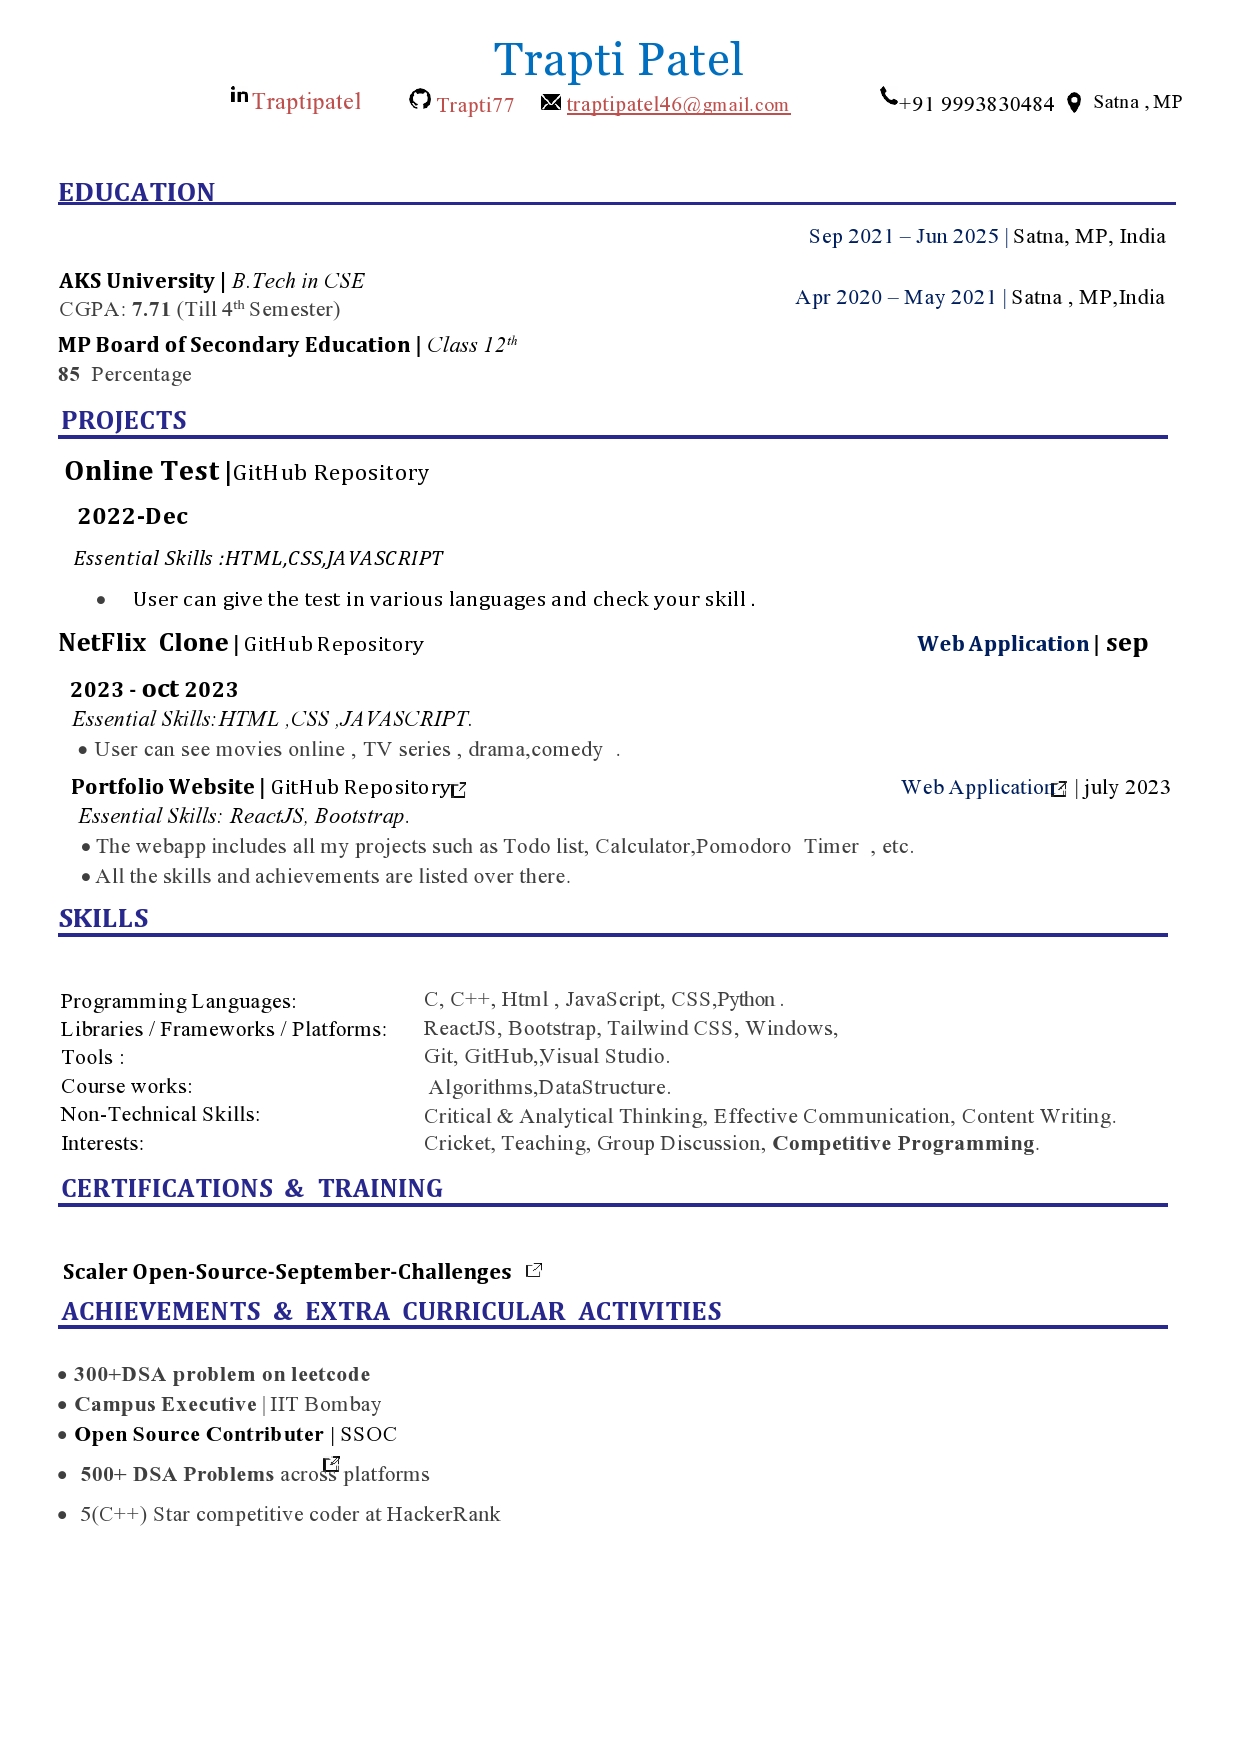 Trapti Patel
Traptipatel Trapti77 traptipatel46@gmail.com +91 9993830484 Satna , MP
EDUCATION
Sep 2021 – Jun 2025 | Satna, MP, India
AKS University | B.Tech in CSE
Apr 2020 – May 2021 | Satna , MP,India
CGPA: 7.71 (Till 4th Semester)
MP Board of Secondary Education | Class 12th
85 Percentage
PROJECTS
Online Test |GitHub Repository
2022-Dec
Essential Skills :HTML,CSS,JAVASCRIPT
• User can give the test in various languages and check your skill .
NetFlix Clone | GitHub Repository Web Application | sep
2023 - oct 2023
Essential Skills:HTML ,CSS ,JAVASCRIPT.
• User can see movies online , TV series , drama,comedy .
Portfolio Website | GitHub Repository Web Application | july 2023
Essential Skills: ReactJS, Bootstrap.
• The webapp includes all my projects such as Todo list, Calculator,Pomodoro Timer , etc.
• All the skills and achievements are listed over there.
SKILLS
Programming Languages: C, C++, Html , JavaScript, CSS,Python .
Libraries / Frameworks / Platforms: ReactJS, Bootstrap, Tailwind CSS, Windows,
Tools : Git, GitHub,,Visual Studio.
Course works: Algorithms,DataStructure.
Non-Technical Skills: Critical & Analytical Thinking, Effective Communication, Content Writing.
Interests: Cricket, Teaching, Group Discussion, Competitive Programming.
CERTIFICATIONS & TRAINING
Scaler Open-Source-September-Challenges
ACHIEVEMENTS & EXTRA CURRICULAR ACTIVITIES
• 300+DSA problem on leetcode
• Campus Executive | IIT Bombay
• Open Source Contributer | SSOC
• 500+ DSA Problems across platforms
• 5(C++) Star competitive coder at HackerRank